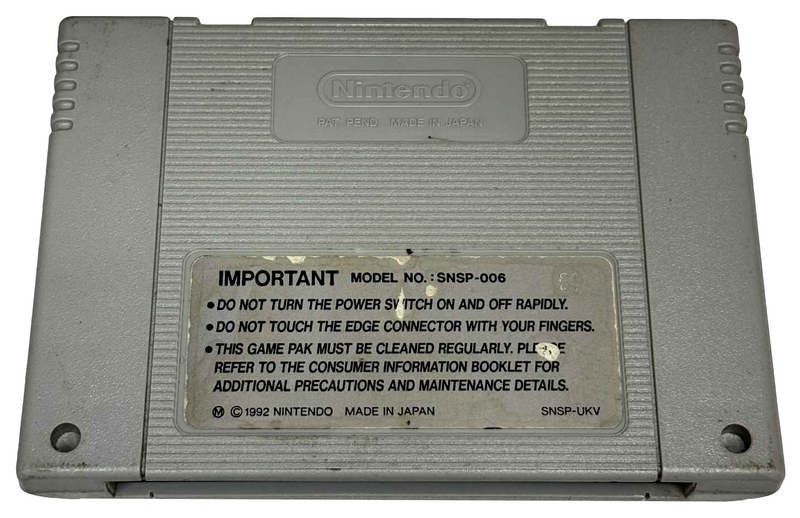 Nintendo
PAT. PEND MADE IN JAPAN
IMPORTANT MODEL NO. : SNSP-006
• DO NOT TURN THE POWER SWITCH ON AND OFF RAPIDLY.
• DO NOT TOUCH THE EDGE CONNECTOR WITH YOUR FINGERS.
• THIS GAME PAK MUST BE CLEANED REGULARLY. PLEASE
REFER TO THE CONSUMER INFORMATION BOOKLET FOR
ADDITIONAL PRECAUTIONS AND MAINTENANCE DETAILS.
Ⓜ © 1992 NINTENDO MADE IN JAPAN SNSP-UKV